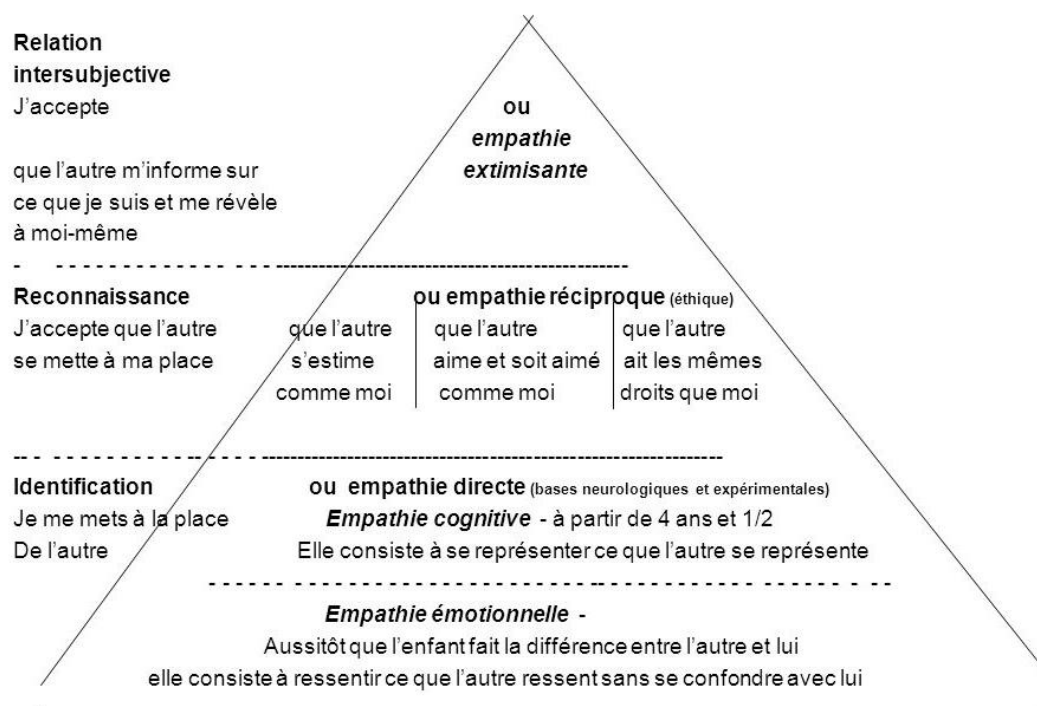 Relation
intersubjective
J'accepte
ou
empathie
extimisante
que l'autre m'informe sur
ce que je suis et me révèle
à moi-même
Reconnaissance ou empathie réciproque (éthique)
J'accepte que l'autre que l'autre que l'autre que l'autre
se mette à ma place s'estime aime et soit aimé ait les mêmes
comme moi comme moi droits que moi
Identification ou empathie directe (bases neurologiques et expérimentales)
Je me mets à la place Empathie cognitive - à partir de 4 ans et 1/2
De l'autre Elle consiste à se représenter ce que l'autre se représente
Empathie émotionnelle -
Aussitôt que l'enfant fait la différence entre l'autre et lui
elle consiste à ressentir ce que l'autre ressent sans se confondre avec lui